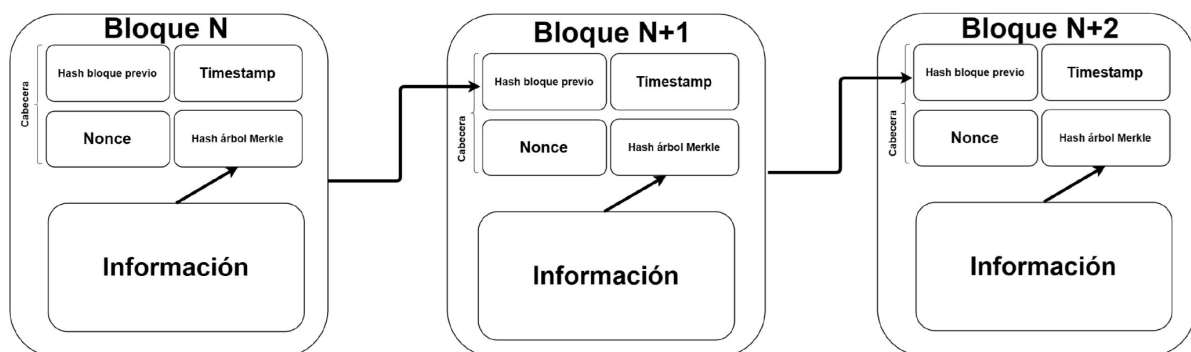 Bloque N
Cabecera
Hash bloque previo
Timestamp
Nonce
Hash árbol Merkle
Información
Bloque N+1
Cabecera
Hash bloque previo
Timestamp
Nonce
Hash árbol Merkle
Información
Bloque N+2
Cabecera
Hash bloque previo
Timestamp
Nonce
Hash árbol Merkle
Información